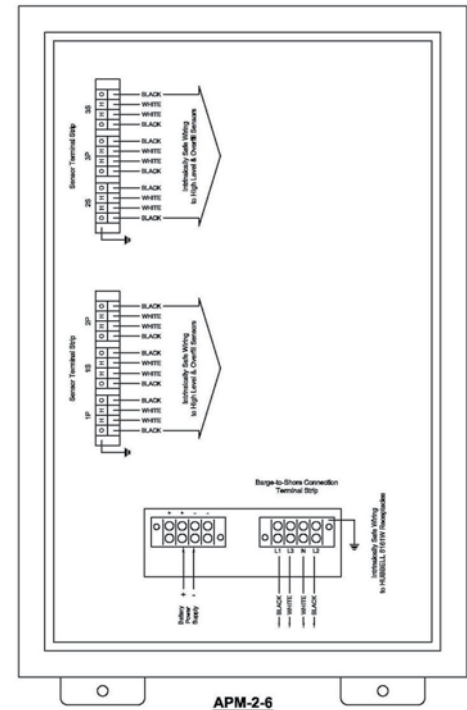 Sensor Terminal Strip
3S
O BLACK
H WHITE
H WHITE
O BLACK
3P
O BLACK
H WHITE
H WHITE
O BLACK
2S
O BLACK
H WHITE
H WHITE
O BLACK
Intrinsically Safe Wiring
to High Level & Overfill Sensors
Sensor Terminal Strip
2P
O BLACK
H WHITE
H WHITE
O BLACK
1S
O BLACK
H WHITE
H WHITE
O BLACK
1P
O BLACK
H WHITE
H WHITE
O BLACK
Intrinsically Safe Wiring
to High Level & Overfill Sensors
Barge-to-Shore Connection
Terminal Strip
+ + - -
L1 L3 N L2
+ -
Battery
Power
Supply
BLACK
WHITE
WHITE
BLACK
Intrinsically Safe Wiring
to HUBBELL Receptacles
APM-2-6